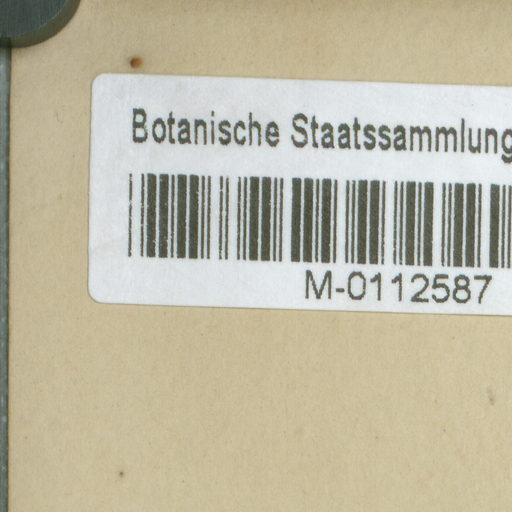 Botanische Staatssammlung
M-0112587